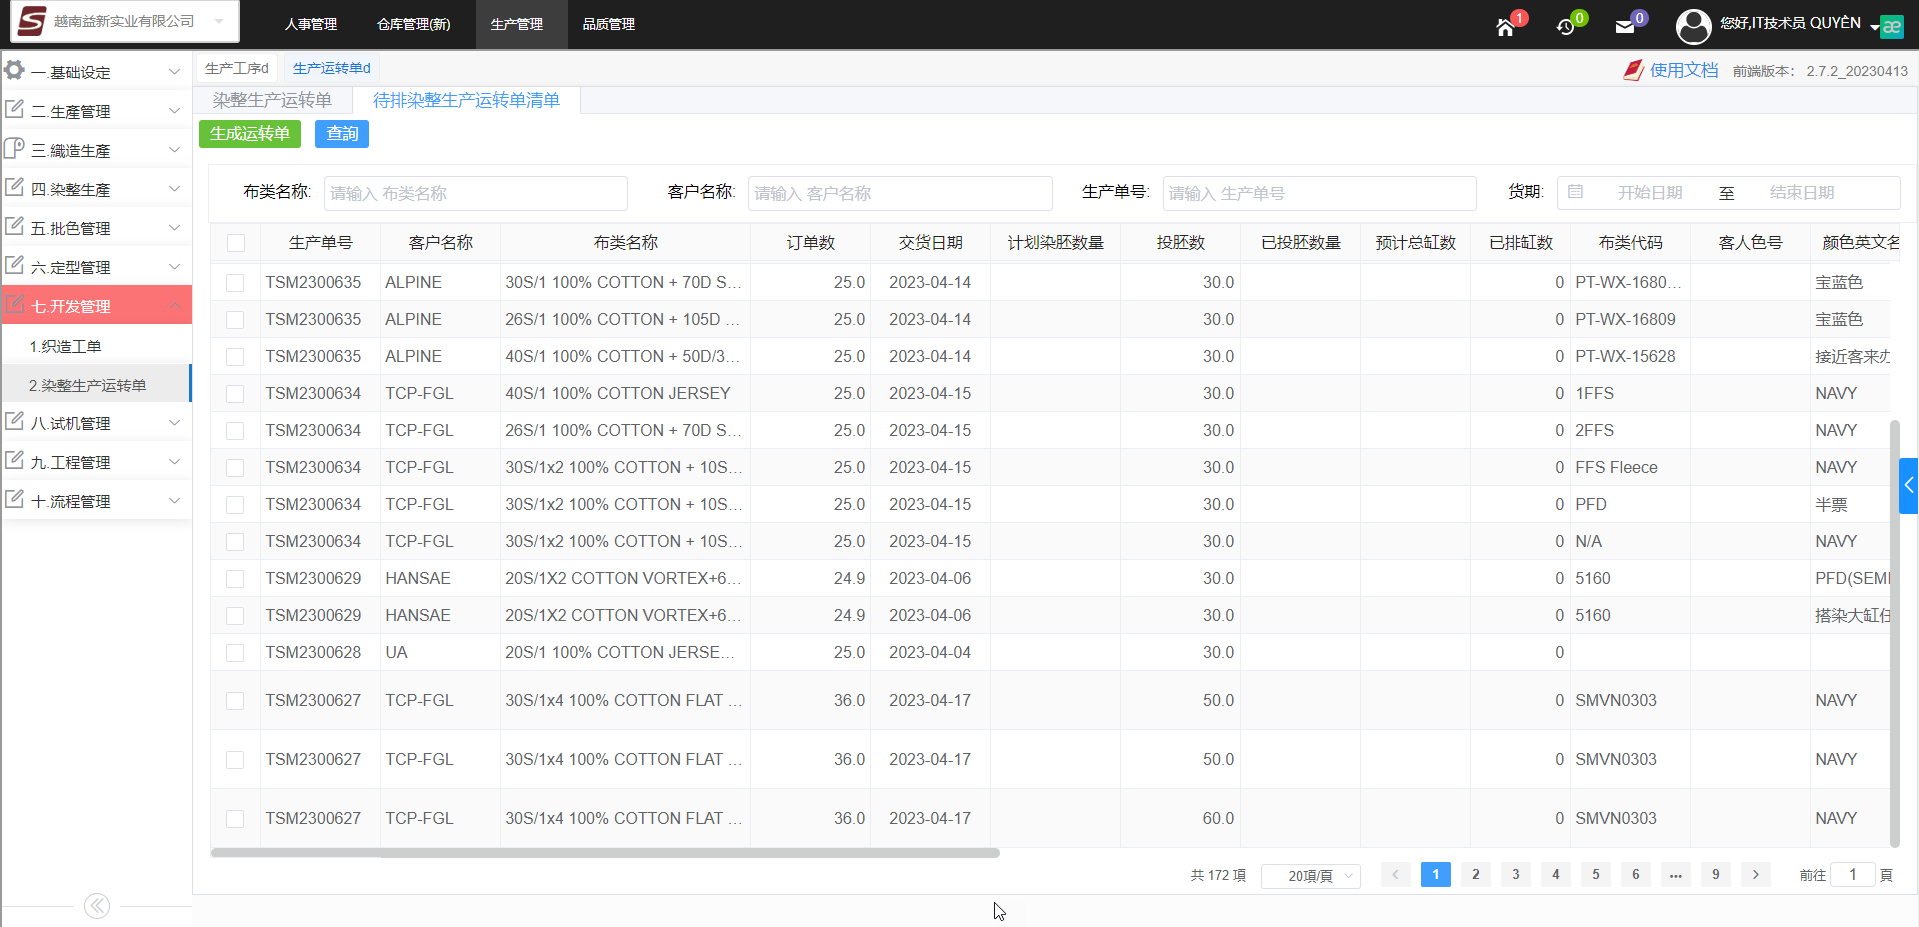 越南益新实业有限公司 人事管理 仓库管理(新) 生产管理 品质管理 1 0 0 您好,IT技术员 QUYÊN æ
生产工序d 生产运转单d 使用文档 前端版本: 2.7.2_20230413
染整生产运转单 待排染整生产运转单清单
生成运转单 查詢
一.基础设定
二.生產管理
三.織造生產
四.染整生產
五.批色管理
六.定型管理
七.开发管理
1.织造工单
2.染整生产运转单
八.试机管理
九.工程管理
十.流程管理
布类名称: 请输入 布类名称 客户名称: 请输入 客户名称 生产单号: 请输入 生产单号 货期: 开始日期 至 结束日期
生产单号 客户名称 布类名称 订单数 交货日期 计划染胚数量 投胚数 已投胚数量 预计总缸数 已排缸数 布类代码 客人色号 颜色英文名
TSM2300635 ALPINE 30S/1 100% COTTON + 70D S... 25.0 2023-04-14 30.0 0 PT-WX-1680... 宝蓝色
TSM2300635 ALPINE 26S/1 100% COTTON + 105D ... 25.0 2023-04-14 30.0 0 PT-WX-16809 宝蓝色
TSM2300635 ALPINE 40S/1 100% COTTON + 50D/3... 25.0 2023-04-14 30.0 0 PT-WX-15628 接近客来办
TSM2300634 TCP-FGL 40S/1 100% COTTON JERSEY 25.0 2023-04-15 30.0 0 1FFS NAVY
TSM2300634 TCP-FGL 26S/1 100% COTTON + 70D S... 25.0 2023-04-15 30.0 0 2FFS NAVY
TSM2300634 TCP-FGL 30S/1x2 100% COTTON + 10S... 25.0 2023-04-15 30.0 0 FFS Fleece NAVY
TSM2300634 TCP-FGL 30S/1x2 100% COTTON + 10S... 25.0 2023-04-15 30.0 0 PFD 半票
TSM2300634 TCP-FGL 30S/1x2 100% COTTON + 10S... 25.0 2023-04-15 30.0 0 N/A NAVY
TSM2300629 HANSAE 20S/1X2 COTTON VORTEX+6... 24.9 2023-04-06 30.0 0 5160 PFD(SEMI
TSM2300629 HANSAE 20S/1X2 COTTON VORTEX+6... 24.9 2023-04-06 30.0 0 5160 搭染大缸任
TSM2300628 UA 20S/1 100% COTTON JERSE... 25.0 2023-04-04 30.0 0
TSM2300627 TCP-FGL 30S/1x4 100% COTTON FLAT ... 36.0 2023-04-17 50.0 0 SMVN0303 NAVY
TSM2300627 TCP-FGL 30S/1x4 100% COTTON FLAT ... 36.0 2023-04-17 50.0 0 SMVN0303 NAVY
TSM2300627 TCP-FGL 30S/1x4 100% COTTON FLAT ... 36.0 2023-04-17 60.0 0 SMVN0303 NAVY
共 172 項 20項/頁 1 2 3 4 5 6 ... 9 前往 1 頁